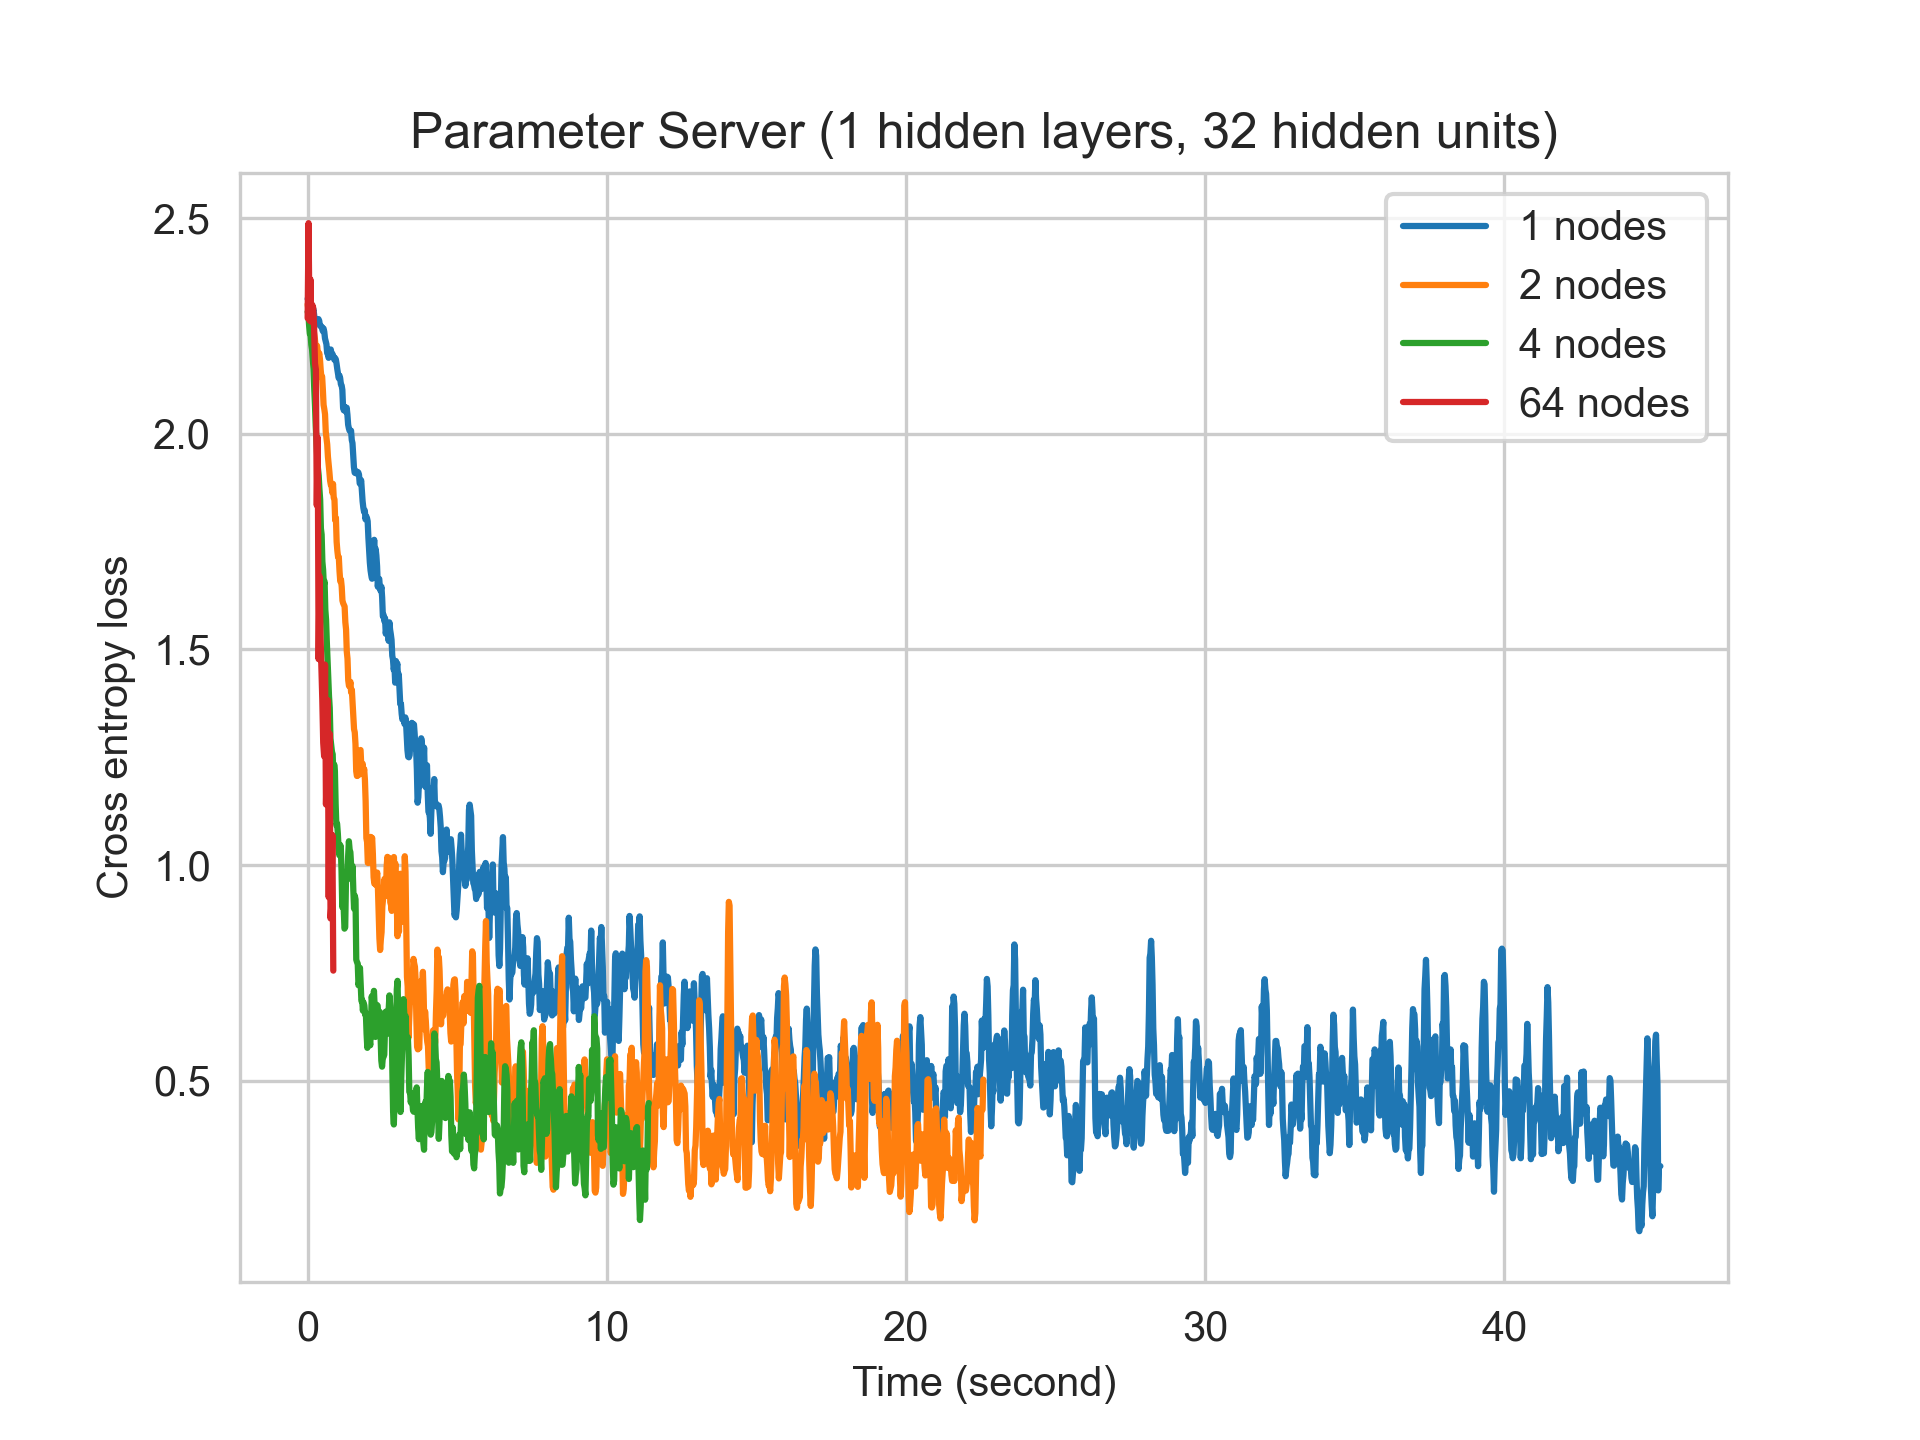 Parameter Server (1 hidden layers, 32 hidden units)
2.5
2.0
1.5
1.0
0.5
Cross entropy loss
1 nodes
2 nodes
4 nodes
64 nodes
0
10
20
30
40
Time (second)